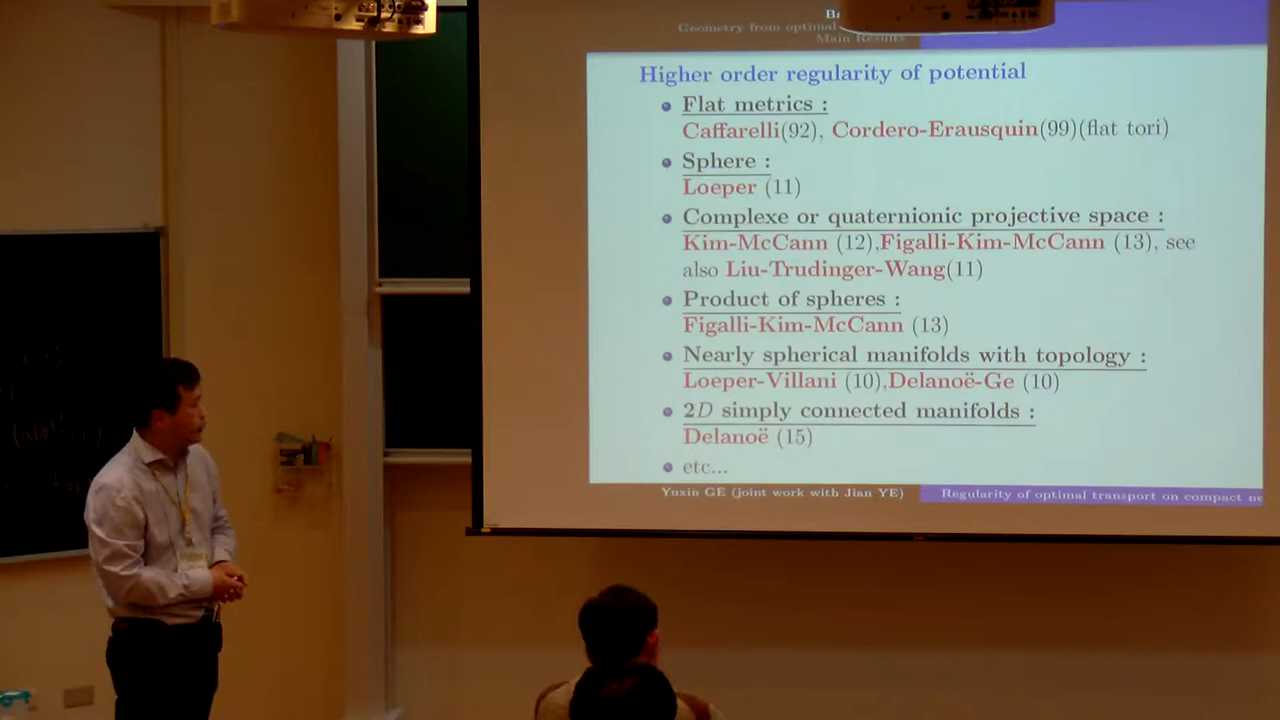 Geometry from optimal
Main Results
Higher order regularity of potential
Flat metrics :
Caffarelli(92), Cordero-Erausquin(99)(flat tori)
Sphere :
Loeper (11)
Complexe or quaternionic projective space :
Kim-McCann (12),Figalli-Kim-McCann (13), see
also Liu-Trudinger-Wang(11)
Product of spheres :
Figalli-Kim-McCann (13)
Nearly spherical manifolds with topology :
Loeper-Villani (10),Delanoë-Ge (10)
2D simply connected manifolds :
Delanoë (15)
etc...
Yuxin GE (joint work with Jian YE)
Regularity of optimal transport on compact ne